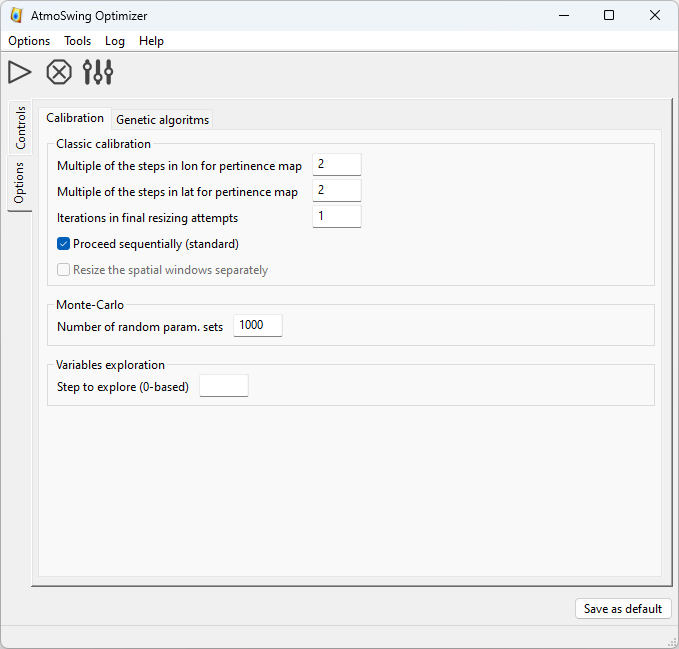 AtmoSwing Optimizer
Options Tools Log Help
Controls
Options
Calibration Genetic algoritms
Classic calibration
Multiple of the steps in lon for pertinence map 2
Multiple of the steps in lat for pertinence map 2
Iterations in final resizing attempts 1
Proceed sequentially (standard)
Resize the spatial windows separately
Monte-Carlo
Number of random param. sets 1000
Variables exploration
Step to explore (0-based)
Save as default